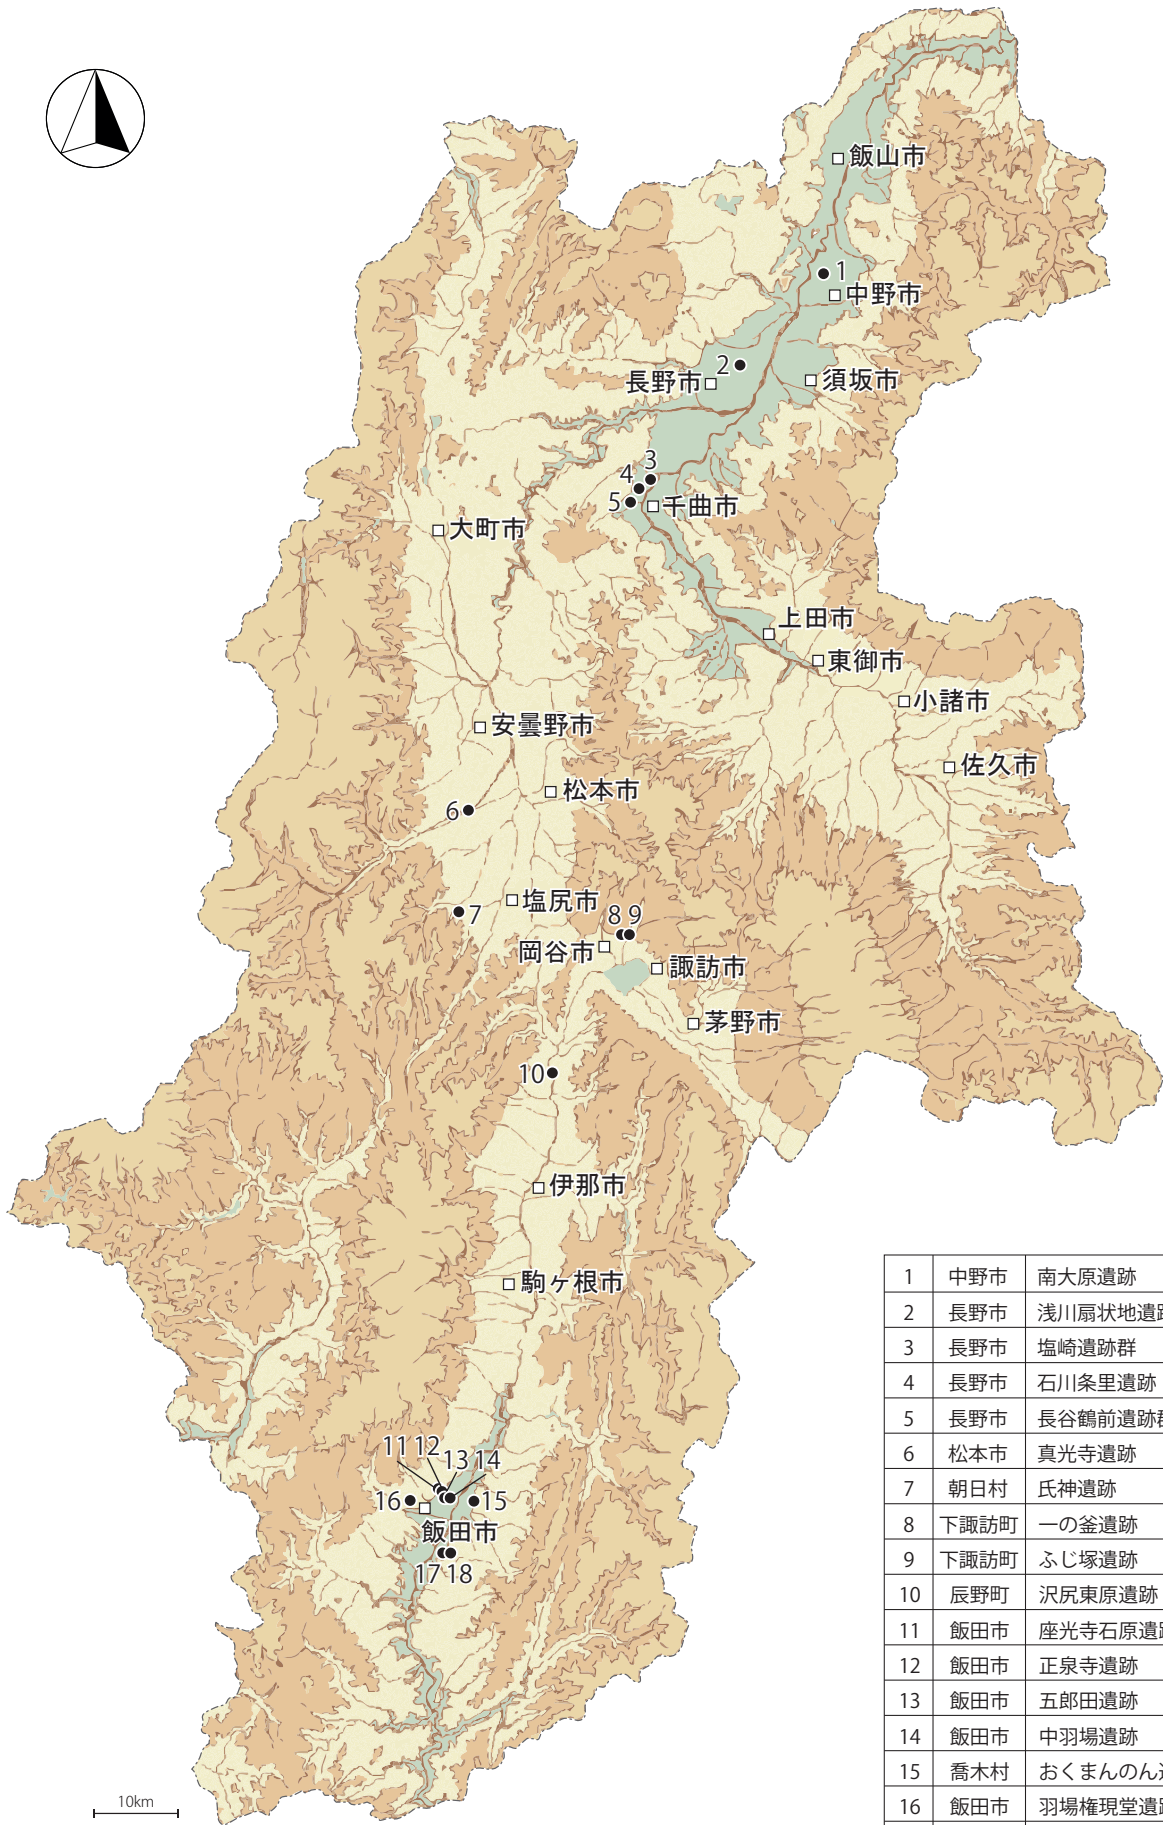 飯山市
1
中野市
2
長野市
須坂市
3
4
5
千曲市
大町市
上田市
東御市
小諸市
安曇野市
佐久市
松本市
6
塩尻市
7
8 9
岡谷市
諏訪市
茅野市
10
伊那市
駒ヶ根市
11 12
13 14
16
15
飯田市
17 18
10km
1 中野市 南大原遺跡
2 長野市 浅川扇状地遺跡
3 長野市 塩崎遺跡群
4 長野市 石川条里遺跡
5 長野市 長谷鶴前遺跡群
6 松本市 真光寺遺跡
7 朝日村 氏神遺跡
8 下諏訪町 一の釜遺跡
9 下諏訪町 ふじ塚遺跡
10 辰野町 沢尻東原遺跡
11 飯田市 座光寺石原遺跡
12 飯田市 正泉寺遺跡
13 飯田市 五郎田遺跡
14 飯田市 中羽場遺跡
15 喬木村 おくまんのん
16 飯田市 羽場権現堂遺跡